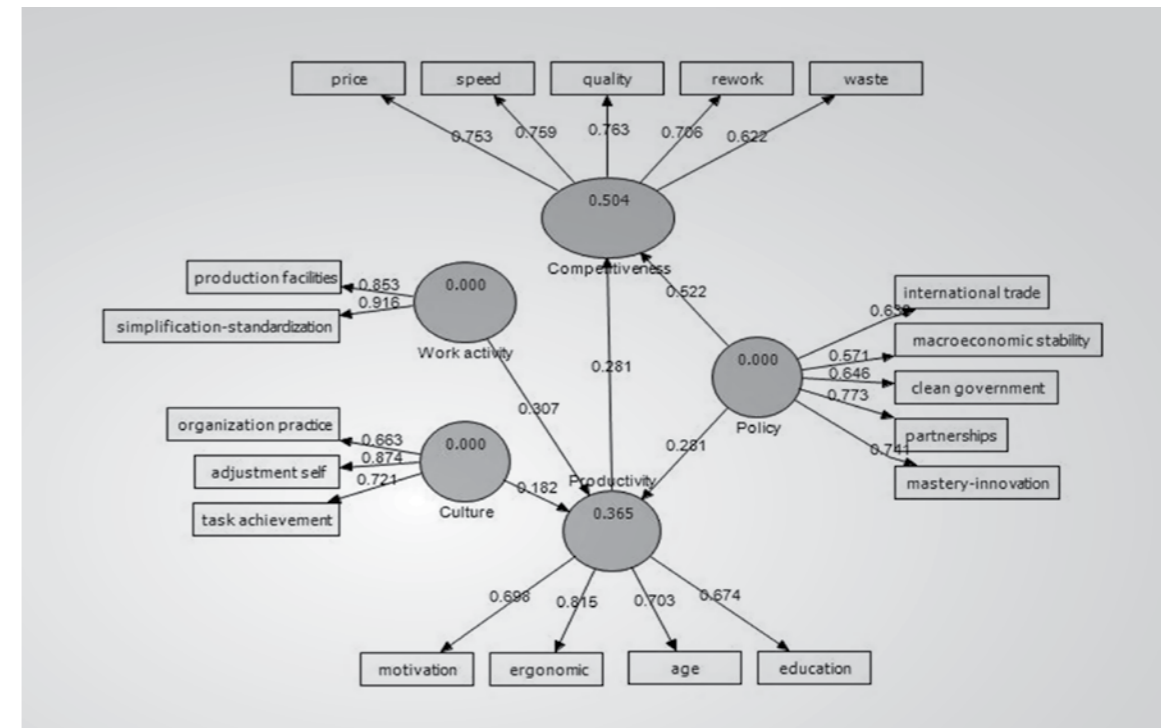 price
speed
quality
rework
waste
0.753
0.759
0.763
0.706
0.622
0.504
Competitiveness
production facilities
simplification-standardization
0.853
0.916
0.000
Work activity
0.522
international trade
macroeconomic stability
clean government
partnerships
mastery-innovation
0.571
0.646
0.773
0.741
0.000
Policy
0.281
0.307
0.281
organization practice
adjustment self
task achievement
0.663
0.874
0.721
0.000
Culture
0.182
Productivity
0.365
0.698
0.815
0.703
0.674
motivation
ergonomic
age
education